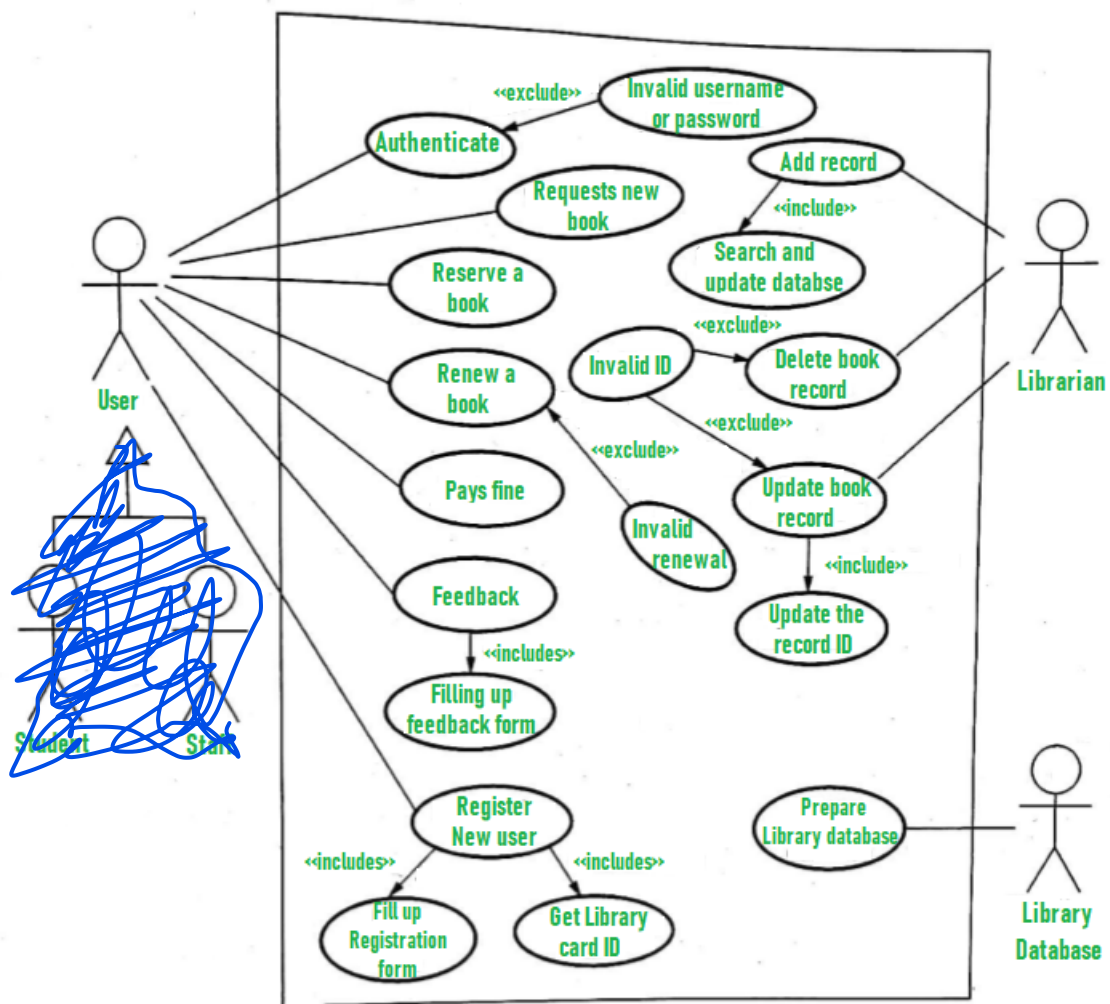 <<exclude>>
Invalid username
or password
Authenticate
Add record
Requests new
book
<<include>>
Search and
update databse
Reserve a
book
<<exclude>>
Invalid ID
Delete book
record
Renew a
book
User
Librarian
<<exclude>>
<<exclude>>
Pays fine
Update book
record
Invalid
renewal
<<include>>
Feedback
Update the
record ID
<<includes>>
Filling up
feedback form
Student
Register
New user
Prepare
Library database
<<includes>>
<<includes>>
Fill up
Registration
form
Get Library
card ID
Library
Database